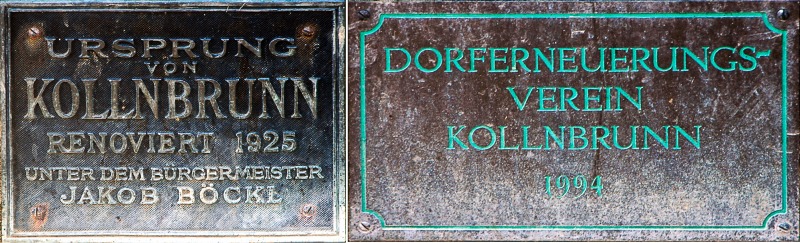 URSPRUNG
VON
KOLLNBRUNN
RENOVIERT 1925
UNTER DEM BÜRGERMEISTER
JAKOB BÖCKL
DORFERNEUERUNGS-
VEREIN
KOLLNBRUNN
1994